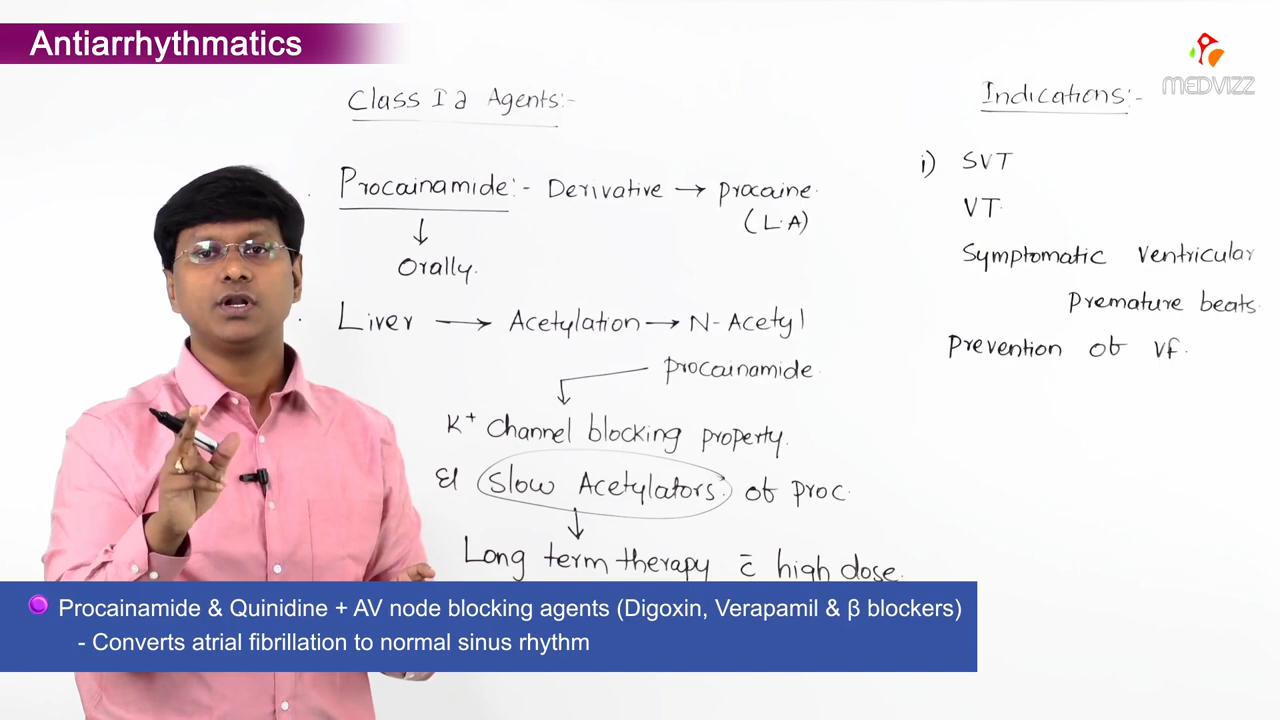 Antiarrhythmatics
MEDVIZZ
Class I a Agents:-
Procainamide:- Derivative → procaine.
(L.A)
↓
Orally.
Liver → Acetylation → N-Acetyl
procainamide.
K+ channel blocking property.
El slow Acetylators. of proc.
↓
Long term therapy c̄ high dose.
Indications:-
i) SVT
VT.
Symptomatic ventricular
Premature beats.
Prevention of vf.
Procainamide & Quinidine + AV node blocking agents (Digoxin, Verapamil & β blockers)
- Converts atrial fibrillation to normal sinus rhythm